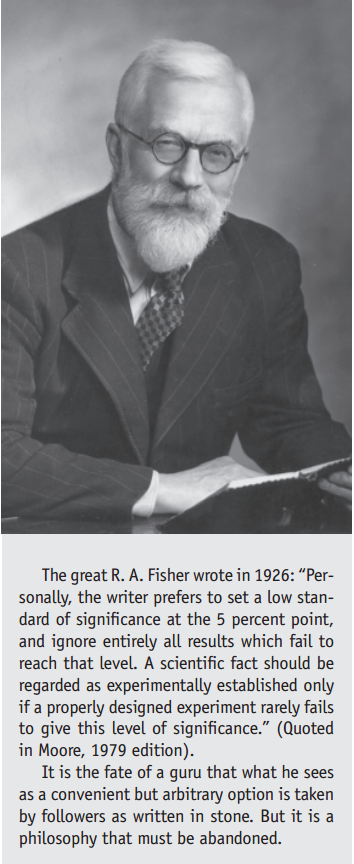 The great R. A. Fisher wrote in 1926: “Per-
sonally, the writer prefers to set a low stan-
dard of significance at the 5 percent point,
and ignore entirely all results which fail to
reach that level. A scientific fact should be
regarded as experimentally established only
if a properly designed experiment rarely fails
to give this level of significance.” (Quoted
in Moore, 1979 edition).
It is the fate of a guru that what he sees
as a convenient but arbitrary option is taken
by followers as written in stone. But it is a
philosophy that must be abandoned.